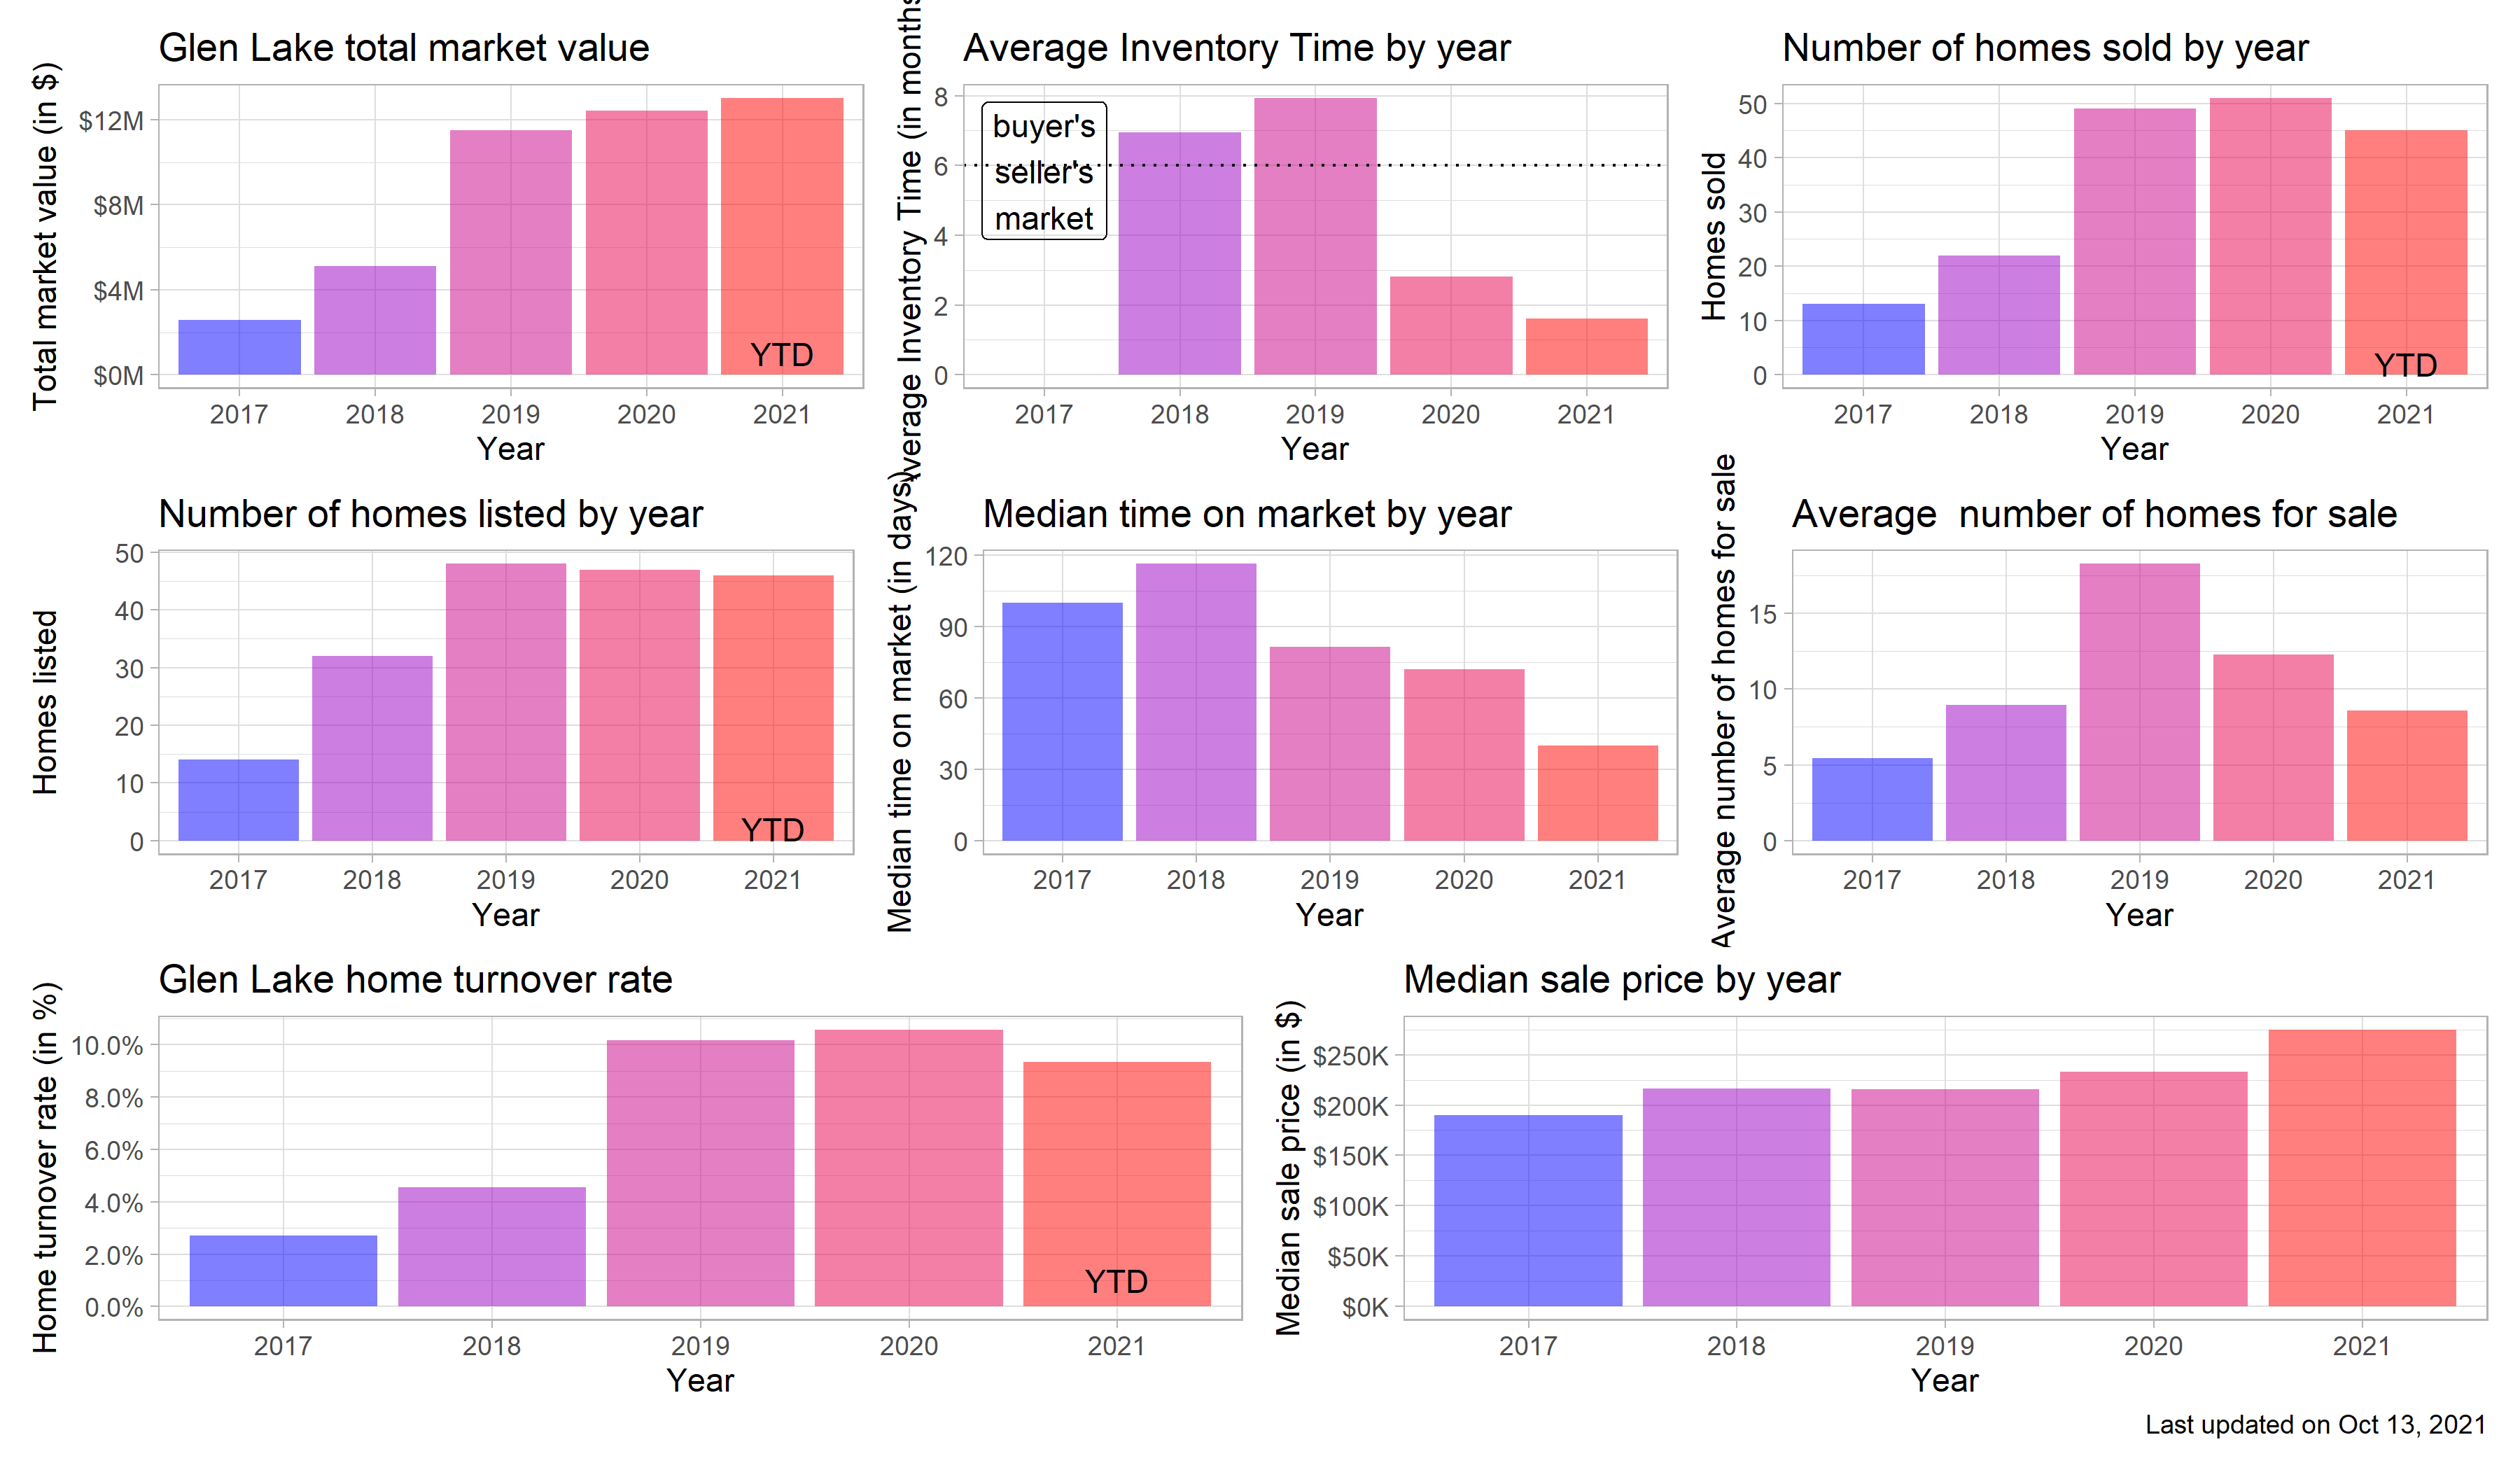 Glen Lake total market value
Total market value (in $)
$12M
$8M
$4M
$0M
YTD
2017 2018 2019 2020 2021
Year
Average Inventory Time by year
Average Inventory Time (in months
8
6
4
2
0
buyer's
seller's
market
2017 2018 2019 2020 2021
Year
Number of homes sold by year
Homes sold
50
40
30
20
10
0
YTD
2017 2018 2019 2020 2021
Year
Number of homes listed by year
Homes listed
50
40
30
20
10
0
YTD
2017 2018 2019 2020 2021
Year
Median time on market by year
Median time on market (in days)
120
90
60
30
0
2017 2018 2019 2020 2021
Year
Average  number of homes for sale
Average number of homes for sale
15
10
5
0
2017 2018 2019 2020 2021
Year
Glen Lake home turnover rate
Home turnover rate (in %)
10.0%
8.0%
6.0%
4.0%
2.0%
0.0%
YTD
2017 2018 2019 2020 2021
Year
Median sale price by year
Median sale price (in $)
$250K
$200K
$150K
$100K
$50K
$0K
2017 2018 2019 2020 2021
Year
Last updated on Oct 13, 2021